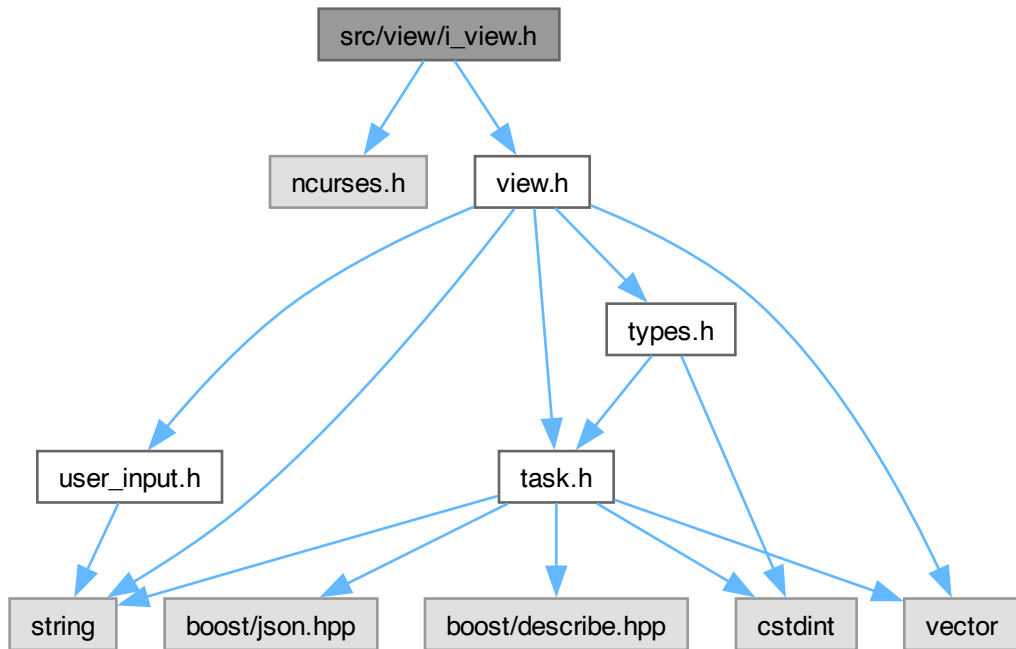 src/view/i_view.h
ncurses.h
view.h
types.h
user_input.h
task.h
string
boost/json.hpp
boost/describe.hpp
cstdint
vector